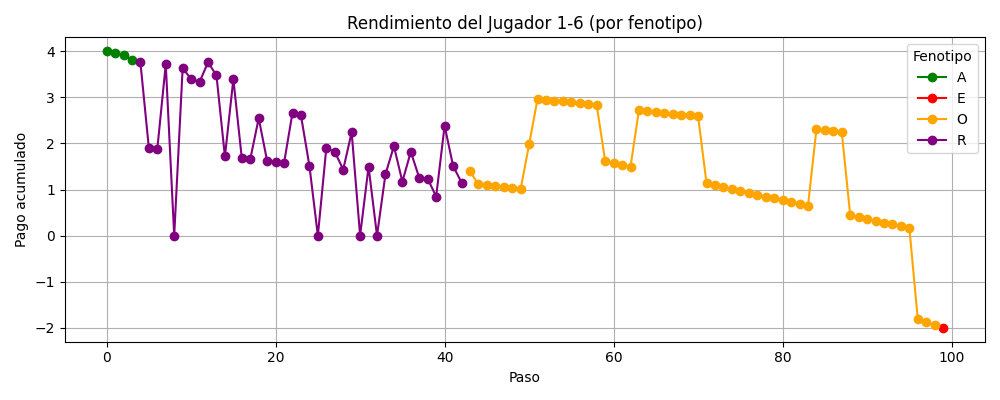 Rendimiento del Jugador 1-6 (por fenotipo)
Pago acumulado
4
3
2
1
0
−1
−2
Fenotipo
A
E
O
R
0 20 40 60 80 100
Paso